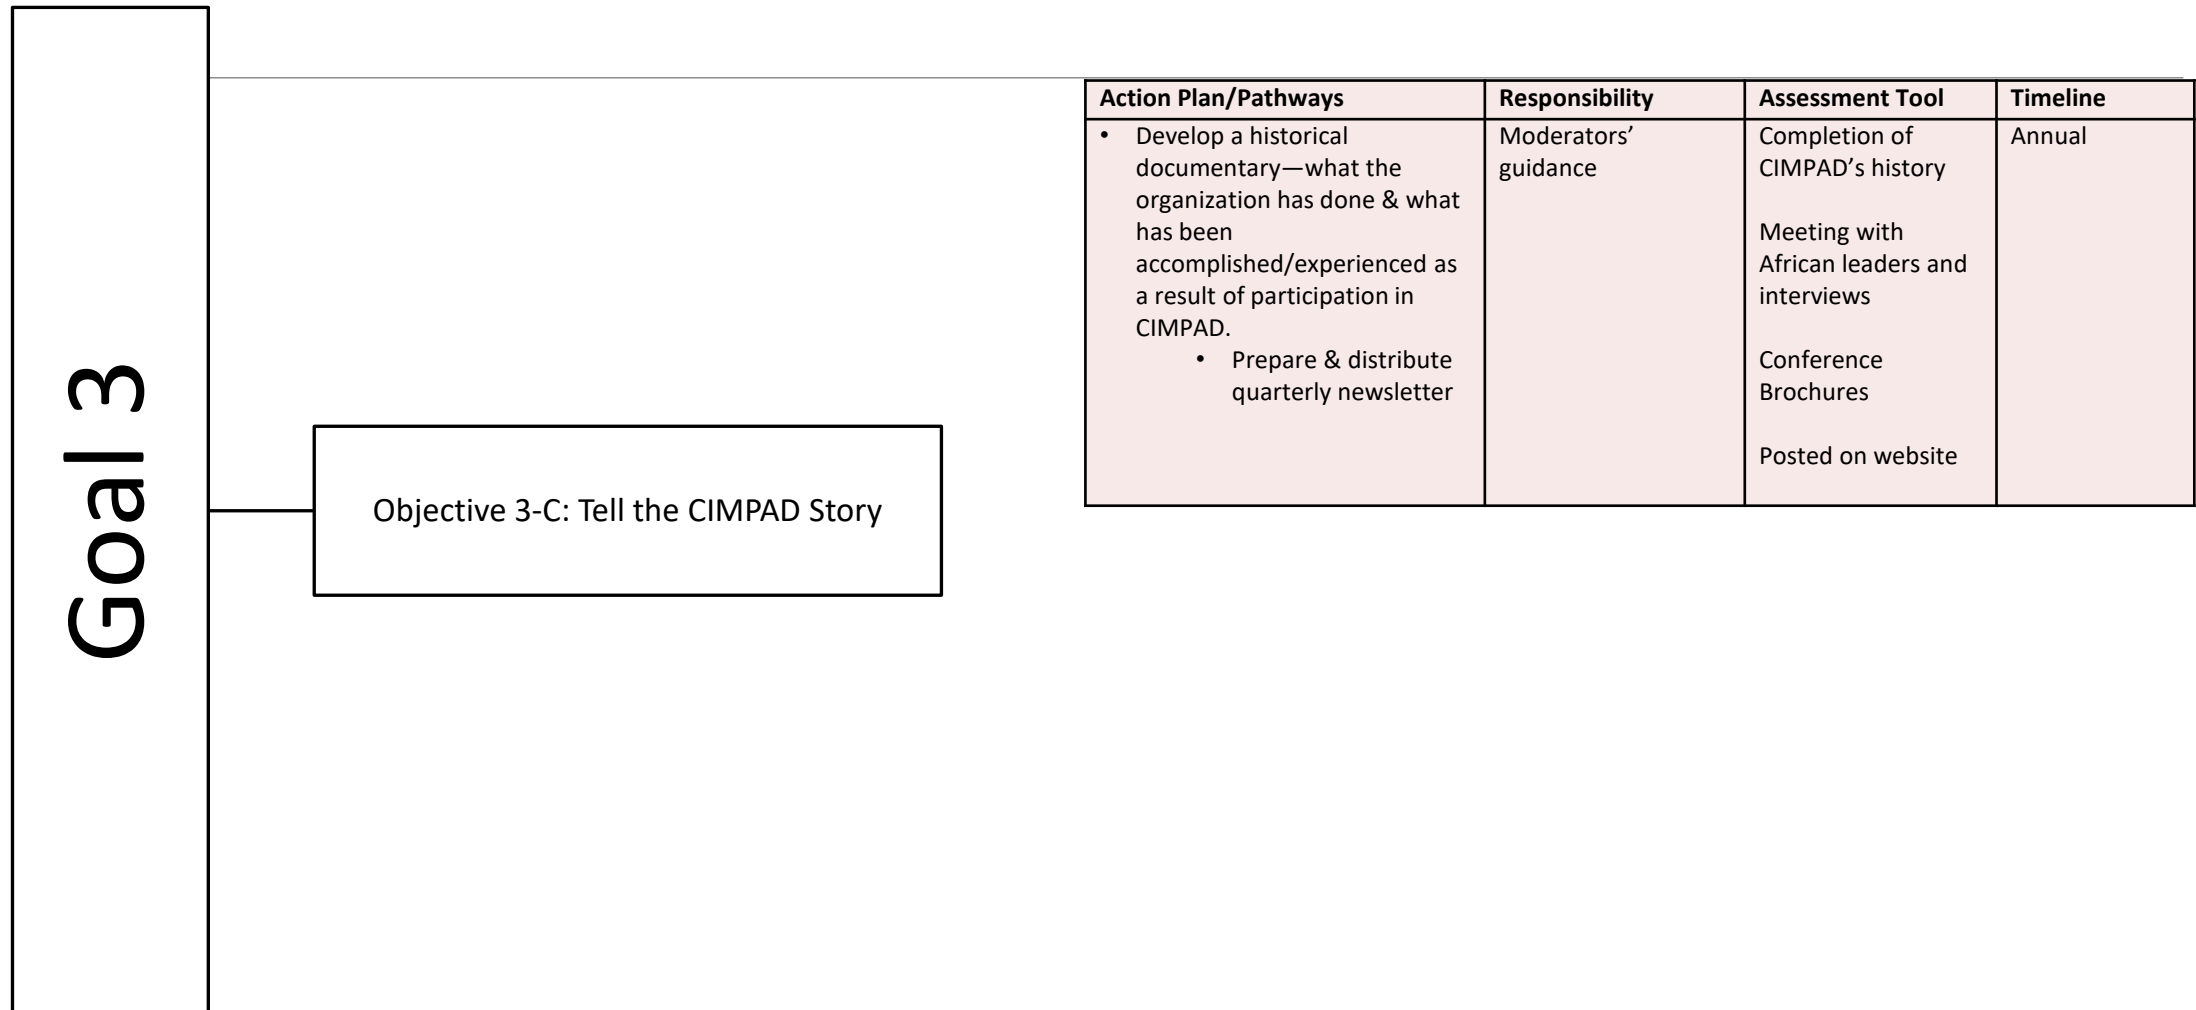 Goal 3
Objective 3-C: Tell the CIMPAD Story
Action Plan/Pathways
Responsibility
Assessment Tool
Timeline
• Develop a historical
documentary—what the
organization has done & what
has been
accomplished/experienced as
a result of participation in
CIMPAD.
• Prepare & distribute
quarterly newsletter
Moderators’
guidance
Completion of
CIMPAD’s history
Meeting with
African leaders and
interviews
Conference
Brochures
Posted on website
Annual